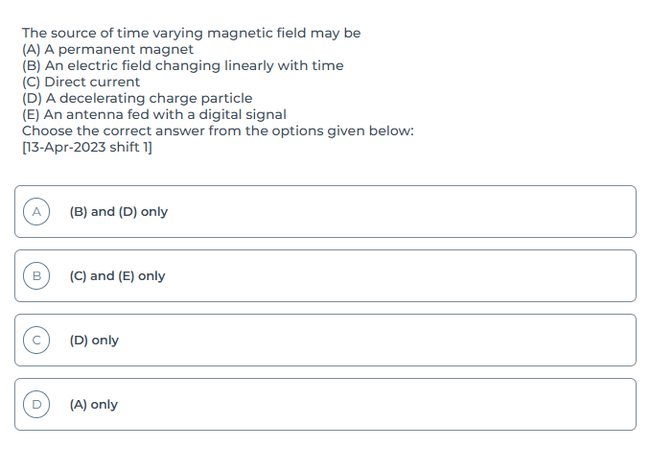 The source of time varying magnetic field may be
(A) A permanent magnet
(B) An electric field changing linearly with time
(C) Direct current
(D) A decelerating charge particle
(E) An antenna fed with a digital signal
Choose the correct answer from the options given below:
[13-Apr-2023 shift 1]
A (B) and (D) only
B (C) and (E) only
C (D) only
D (A) only